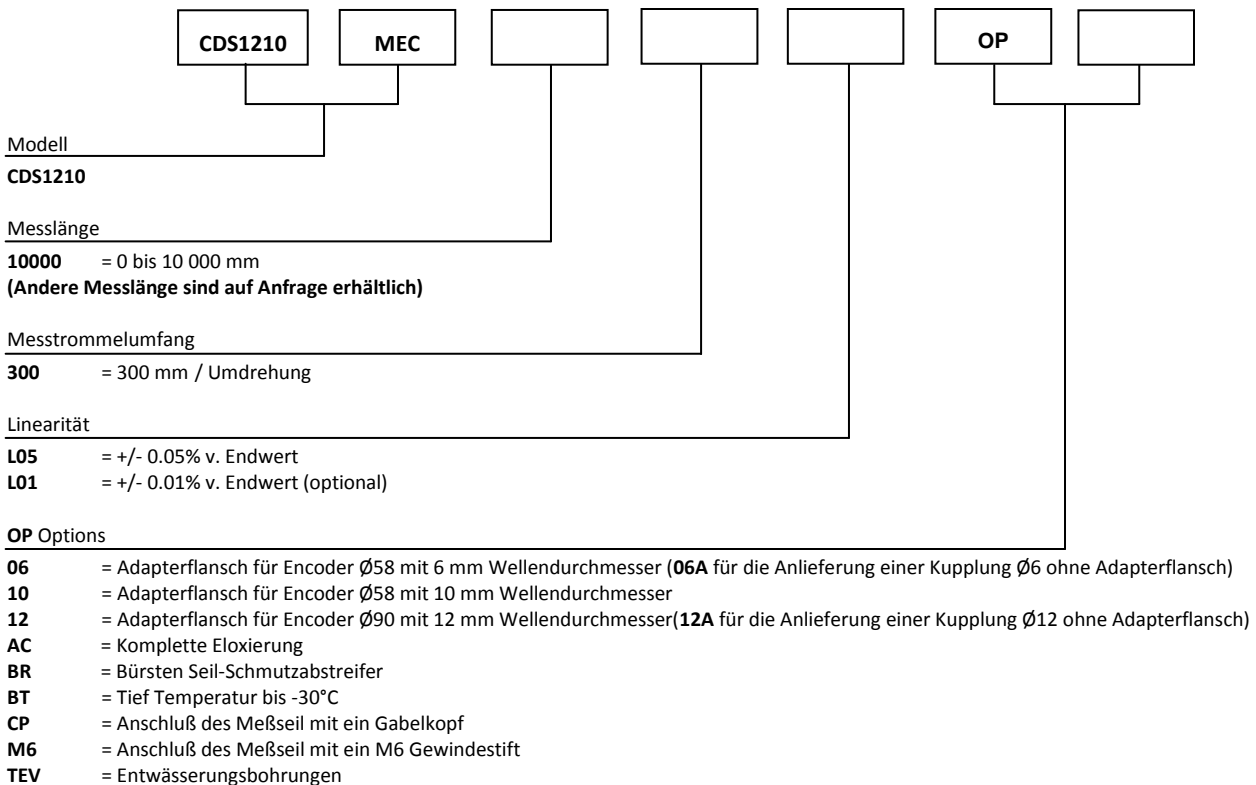 CDS1210 MEC OP
Modell
CDS1210
Messlänge
10000 = 0 bis 10 000 mm
(Andere Messlänge sind auf Anfrage erhältlich)
Messtrommelumfang
300 = 300 mm / Umdrehung
Linearität
L05 = +/- 0.05% v. Endwert
L01 = +/- 0.01% v. Endwert (optional)
OP Options
06 = Adapterflansch für Encoder Ø58 mit 6 mm Wellendurchmesser (06A für die Anlieferung einer Kupplung Ø6 ohne Adapterflansch)
10 = Adapterflansch für Encoder Ø58 mit 10 mm Wellendurchmesser
12 = Adapterflansch für Encoder Ø90 mit 12 mm Wellendurchmesser(12A für die Anlieferung einer Kupplung Ø12 ohne Adapterflansch)
AC = Komplette Eloxierung
BR = Bürsten Seil-Schmutzabstreifer
BT = Tief Temperatur bis -30°C
CP = Anschluß des Meßseil mit ein Gabelkopf
M6 = Anschluß des Meßseil mit ein M6 Gewindestift
TEV = Entwässerungsbohrungen